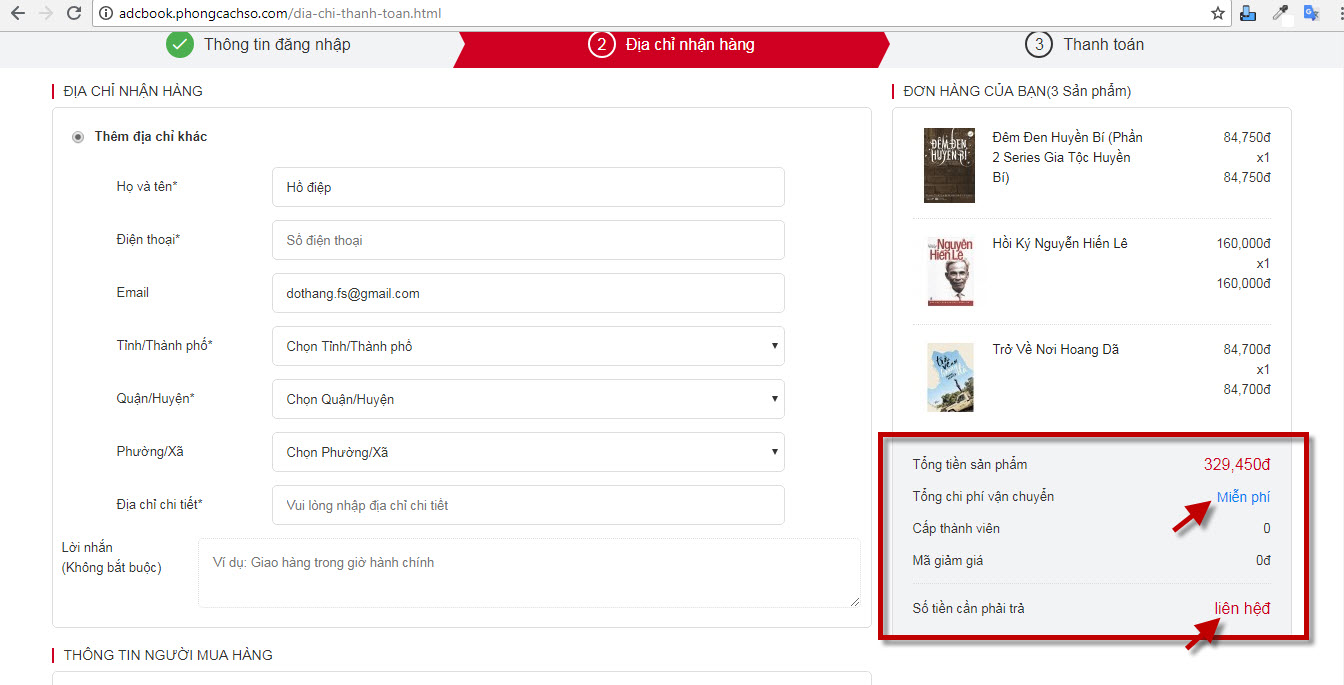 adcbook.phongcachso.com/dia-chi-thanh-toan.html
Thông tin đăng nhập
2 Địa chỉ nhận hàng
3 Thanh toán
ĐỊA CHỈ NHẬN HÀNG
Thêm địa chỉ khác
Họ và tên*
Hồ điệp
Điện thoại*
Số điện thoại
Email
dothang.fs@gmail.com
Tỉnh/Thành phố*
Chọn Tỉnh/Thành phố
Quận/Huyện*
Chọn Quận/Huyện
Phường/Xã
Chọn Phường/Xã
Địa chỉ chi tiết*
Vui lòng nhập địa chỉ chi tiết
Lời nhắn
(Không bắt buộc)
Ví dụ: Giao hàng trong giờ hành chính
THÔNG TIN NGƯỜI MUA HÀNG
ĐƠN HÀNG CỦA BẠN(3 Sản phẩm)
ĐÊM ĐEN
HUYỀN BÍ
Đêm Đen Huyền Bí (Phần
2 Series Gia Tộc Huyền
Bí)
84,750đ
x1
84,750đ
Nguyễn
Hiến Lê
Hồi Ký Nguyễn Hiến Lê
160,000đ
x1
160,000đ
Trở Về Nơi Hoang Dã
84,700đ
x1
84,700đ
Tổng tiền sản phẩm
329,450đ
Tổng chi phí vận chuyển
Miễn phí
Cấp thành viên
0
Mã giảm giá
0đ
Số tiền cần phải trả
liên hệđ